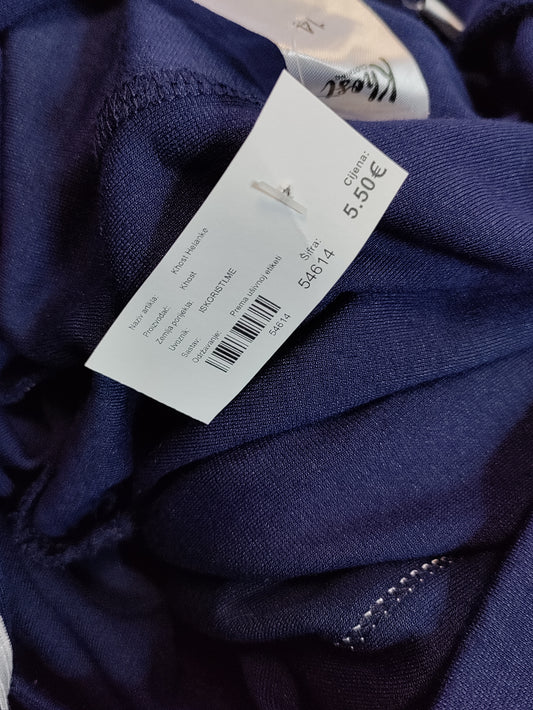 14
Khost
Naziv artikla: Khost Helanke
Proizvođač: Khost
Zemlja porijekla:
Uvoznik ISKORISTI.ME
Sastav:
Održavanje: Prema ušivnoj etiketi
54614
Šifra:
54614
Cijena:
5.50€